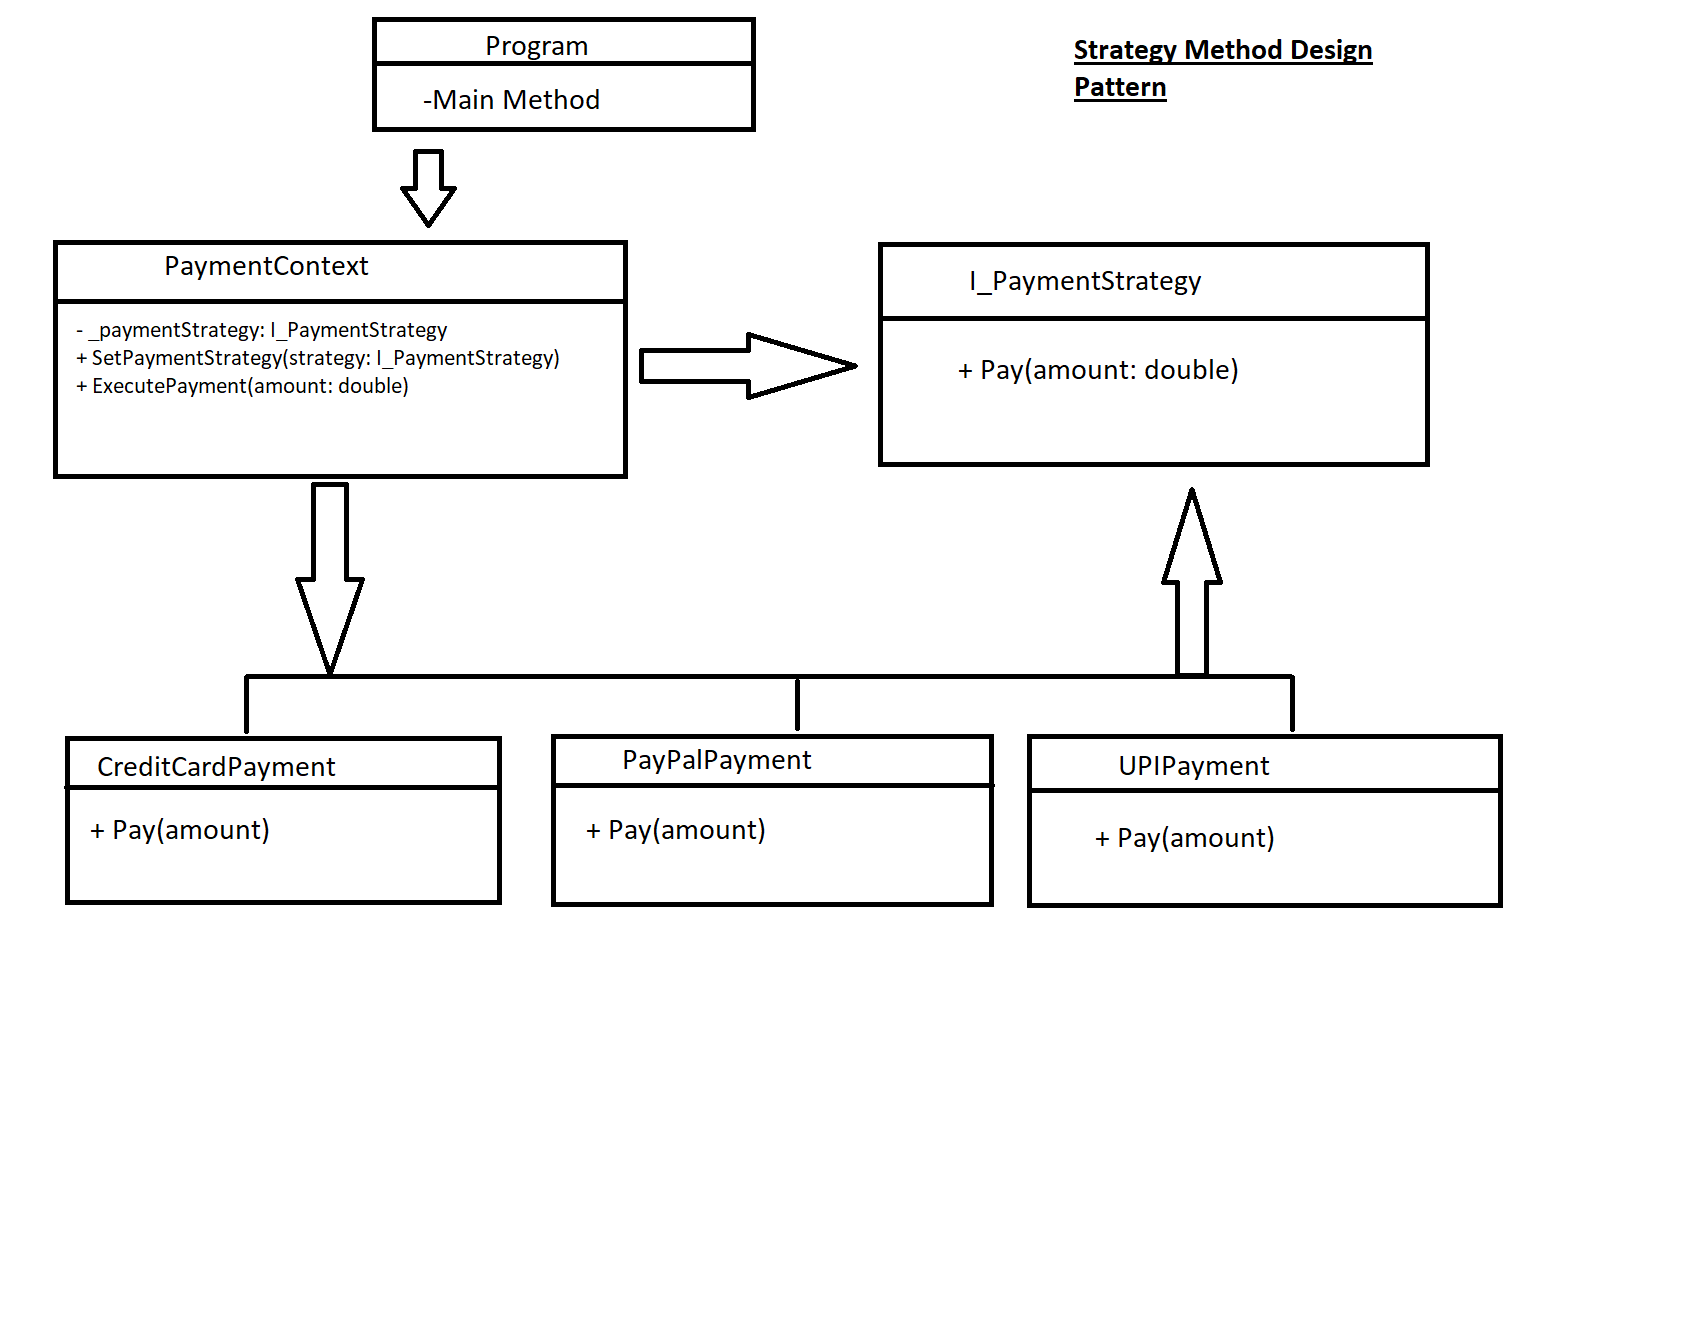 Program
-Main Method
Strategy Method Design
Pattern
PaymentContext
- _paymentStrategy: I_PaymentStrategy
+ SetPaymentStrategy(strategy: I_PaymentStrategy)
+ ExecutePayment(amount: double)
I_PaymentStrategy
+ Pay(amount: double)
CreditCardPayment
+ Pay(amount)
PayPalPayment
+ Pay(amount)
UPIPayment
+ Pay(amount)